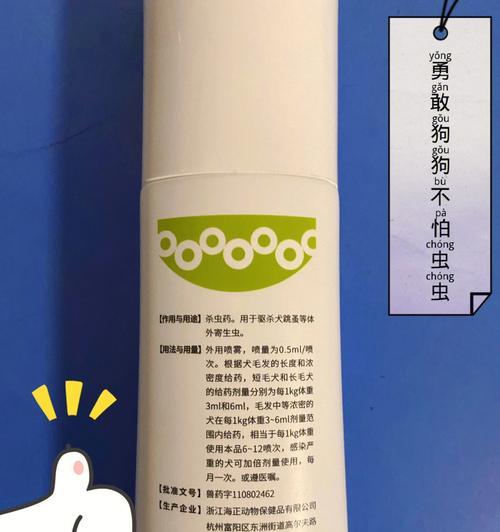 【作用与用途】杀虫药。用于驱杀犬跳蚤等体
外寄生虫。
【用法与用量】外用喷雾，喷量为0.5ml/喷
次。根据犬毛发的长度和浓
密度给药，短毛犬和长毛犬
的给药剂量分别为每1kg体重
3ml和6ml，毛发中等浓密的
犬在每1kg体重3~6ml剂量范
围内给药，相当于每1kg体重
使用本品6~12喷次，感染严
重的犬可加倍剂量使用，每
月一次。或遵医嘱。
【批准文号】兽药字110802462
【生产企业】浙江海正动物保健品有限公司
杭州富阳区东洲街道高尔夫路
yǒng gǎn gǒu gǒu bù pà chóng chóng
勇敢狗狗不怕虫虫